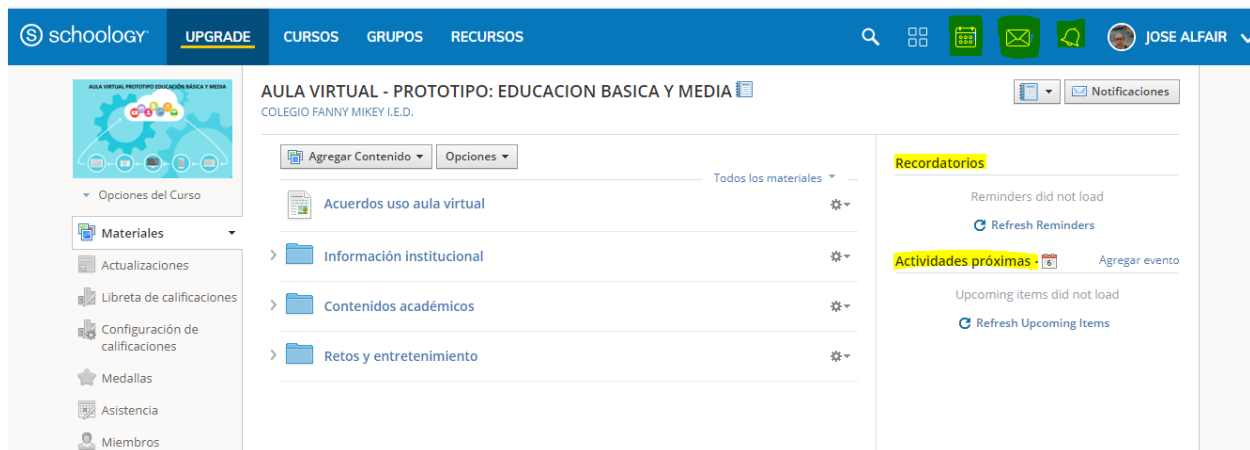 schoology
UPGRADE
CURSOS
GRUPOS
RECURSOS
JOSE ALFAIR
AULA VIRTUAL PROTOTIPO EDUCACIÓN BÁSICA Y MEDIA
Opciones del Curso
Materiales
Actualizaciones
Libreta de calificaciones
Configuración de
calificaciones
Medallas
Asistencia
Miembros
AULA VIRTUAL - PROTOTIPO: EDUCACION BASICA Y MEDIA
COLEGIO FANNY MIKEY I.E.D.
Notificaciones
Agregar Contenido
Opciones
Todos los materiales
Acuerdos uso aula virtual
Información institucional
Contenidos académicos
Retos y entretenimiento
Recordatorios
Reminders did not load
Refresh Reminders
Actividades próximas · 6
Agregar evento
Upcoming items did not load
Refresh Upcoming Items